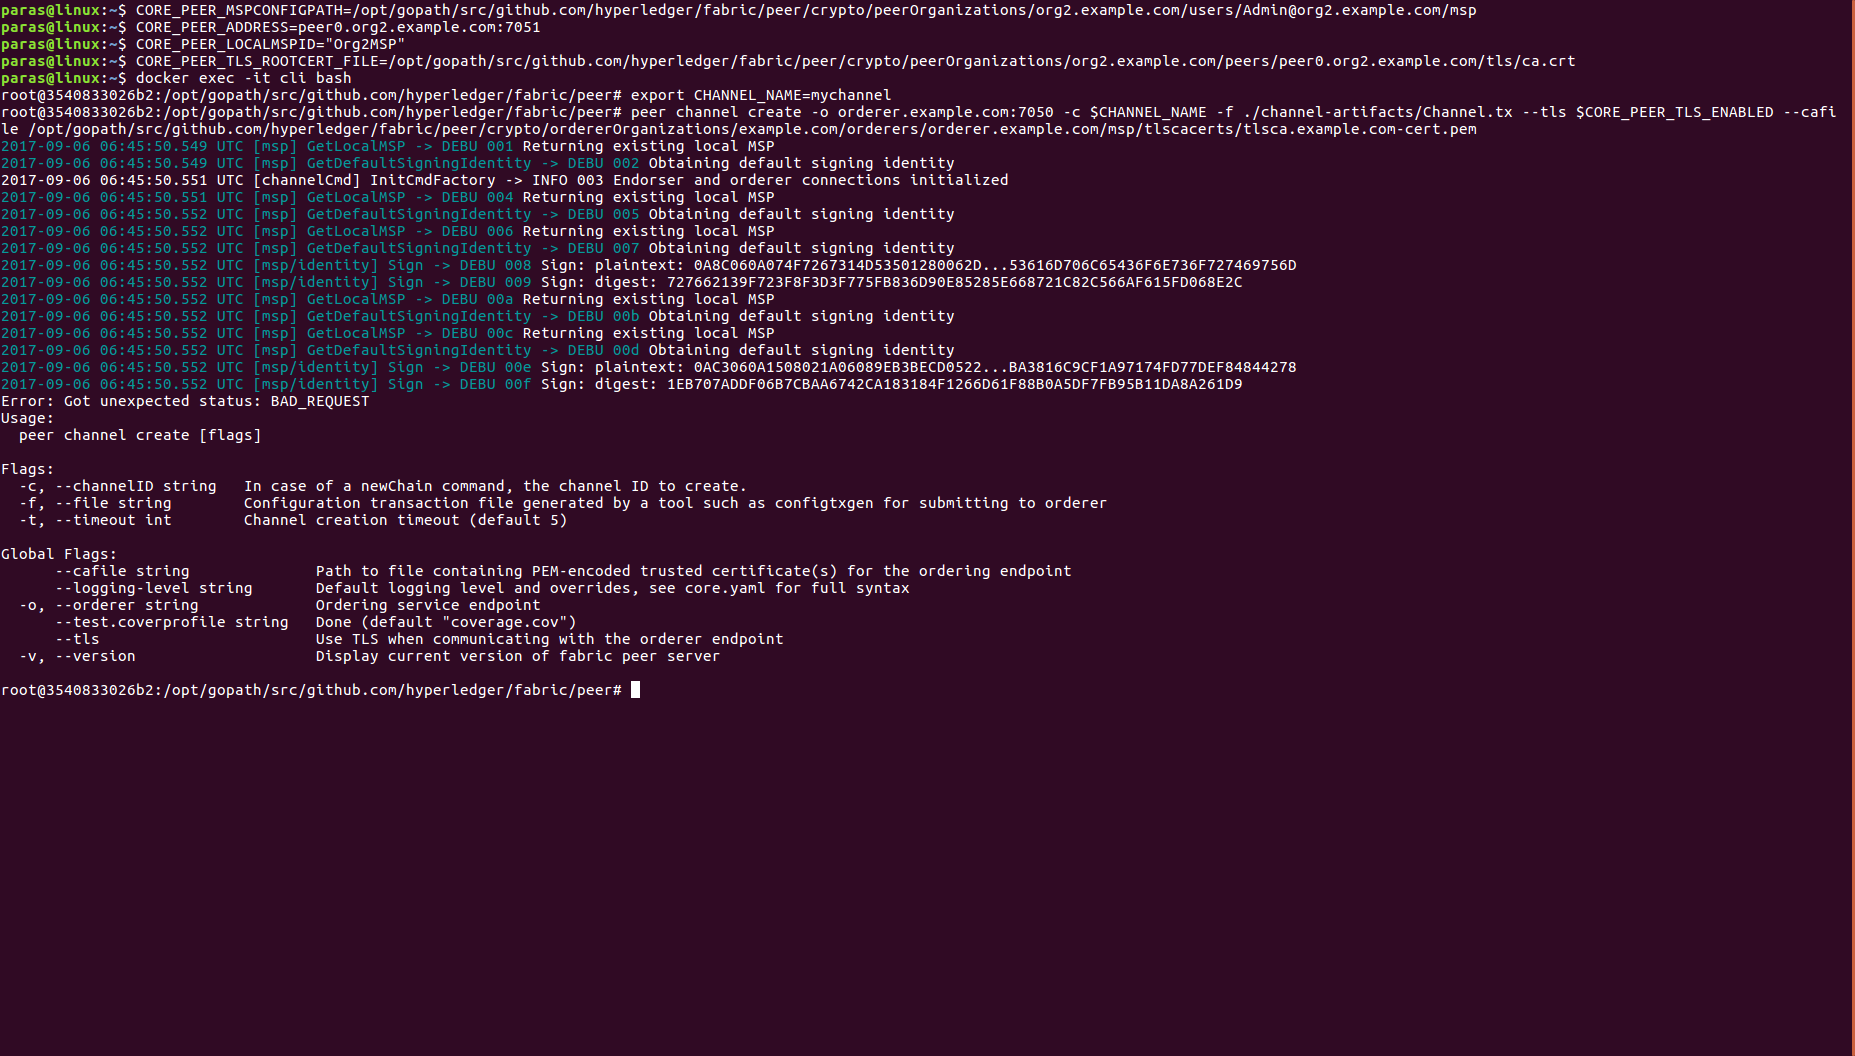 paras@linux:~$ CORE_PEER_MSPCONFIGPATH=/opt/gopath/src/github.com/hyperledger/fabric/peer/crypto/peerOrganizations/org2.example.com/users/Admin@org2.example.com/msp
paras@linux:~$ CORE_PEER_ADDRESS=peer0.org2.example.com:7051
paras@linux:~$ CORE_PEER_LOCALMSPID="Org2MSP"
paras@linux:~$ CORE_PEER_TLS_ROOTCERT_FILE=/opt/gopath/src/github.com/hyperledger/fabric/peer/crypto/peerOrganizations/org2.example.com/peers/peer0.org2.example.com/tls/ca.crt
paras@linux:~$ docker exec -it cli bash
root@3540833026b2:/opt/gopath/src/github.com/hyperledger/fabric/peer# export CHANNEL_NAME=mychannel
root@3540833026b2:/opt/gopath/src/github.com/hyperledger/fabric/peer# peer channel create -o orderer.example.com:7050 -c $CHANNEL_NAME -f ./channel-artifacts/Channel.tx --tls $CORE_PEER_TLS_ENABLED --cafi
le /opt/gopath/src/github.com/hyperledger/fabric/peer/crypto/ordererOrganizations/example.com/orderers/orderer.example.com/msp/tlscacerts/tlsca.example.com-cert.pem
2017-09-06 06:45:50.549 UTC [msp] GetLocalMSP -> DEBU 001 Returning existing local MSP
2017-09-06 06:45:50.549 UTC [msp] GetDefaultSigningIdentity -> DEBU 002 Obtaining default signing identity
2017-09-06 06:45:50.551 UTC [channelCmd] InitCmdFactory -> INFO 003 Endorser and orderer connections initialized
2017-09-06 06:45:50.551 UTC [msp] GetLocalMSP -> DEBU 004 Returning existing local MSP
2017-09-06 06:45:50.552 UTC [msp] GetDefaultSigningIdentity -> DEBU 005 Obtaining default signing identity
2017-09-06 06:45:50.552 UTC [msp] GetLocalMSP -> DEBU 006 Returning existing local MSP
2017-09-06 06:45:50.552 UTC [msp] GetDefaultSigningIdentity -> DEBU 007 Obtaining default signing identity
2017-09-06 06:45:50.552 UTC [msp/identity] Sign -> DEBU 008 Sign: plaintext: 0A8C060A074F7267314D53501280062D...53616D706C65436F6E736F727469756D
2017-09-06 06:45:50.552 UTC [msp/identity] Sign -> DEBU 009 Sign: digest: 727662139F723F8F3D3F775FB836D90E85285E668721C82C566AF615FD068E2C
2017-09-06 06:45:50.552 UTC [msp] GetLocalMSP -> DEBU 00a Returning existing local MSP
2017-09-06 06:45:50.552 UTC [msp] GetDefaultSigningIdentity -> DEBU 00b Obtaining default signing identity
2017-09-06 06:45:50.552 UTC [msp] GetLocalMSP -> DEBU 00c Returning existing local MSP
2017-09-06 06:45:50.552 UTC [msp] GetDefaultSigningIdentity -> DEBU 00d Obtaining default signing identity
2017-09-06 06:45:50.552 UTC [msp/identity] Sign -> DEBU 00e Sign: plaintext: 0AC3060A1508021A06089EB3BECD0522...BA3816C9CF1A97174FD77DEF84844278
2017-09-06 06:45:50.552 UTC [msp/identity] Sign -> DEBU 00f Sign: digest: 1EB707ADDF06B7CBAA6742CA183184F1266D61F88B0A5DF7FB95B11DA8A261D9
Error: Got unexpected status: BAD_REQUEST
Usage:
  peer channel create [flags]
Flags:
  -c, --channelID string   In case of a newChain command, the channel ID to create.
  -f, --file string        Configuration transaction file generated by a tool such as configtxgen for submitting to orderer
  -t, --timeout int        Channel creation timeout (default 5)
Global Flags:
      --cafile string              Path to file containing PEM-encoded trusted certificate(s) for the ordering endpoint
      --logging-level string       Default logging level and overrides, see core.yaml for full syntax
  -o, --orderer string             Ordering service endpoint
      --test.coverprofile string   Done (default "coverage.cov")
      --tls                        Use TLS when communicating with the orderer endpoint
  -v, --version                    Display current version of fabric peer server
root@3540833026b2:/opt/gopath/src/github.com/hyperledger/fabric/peer#